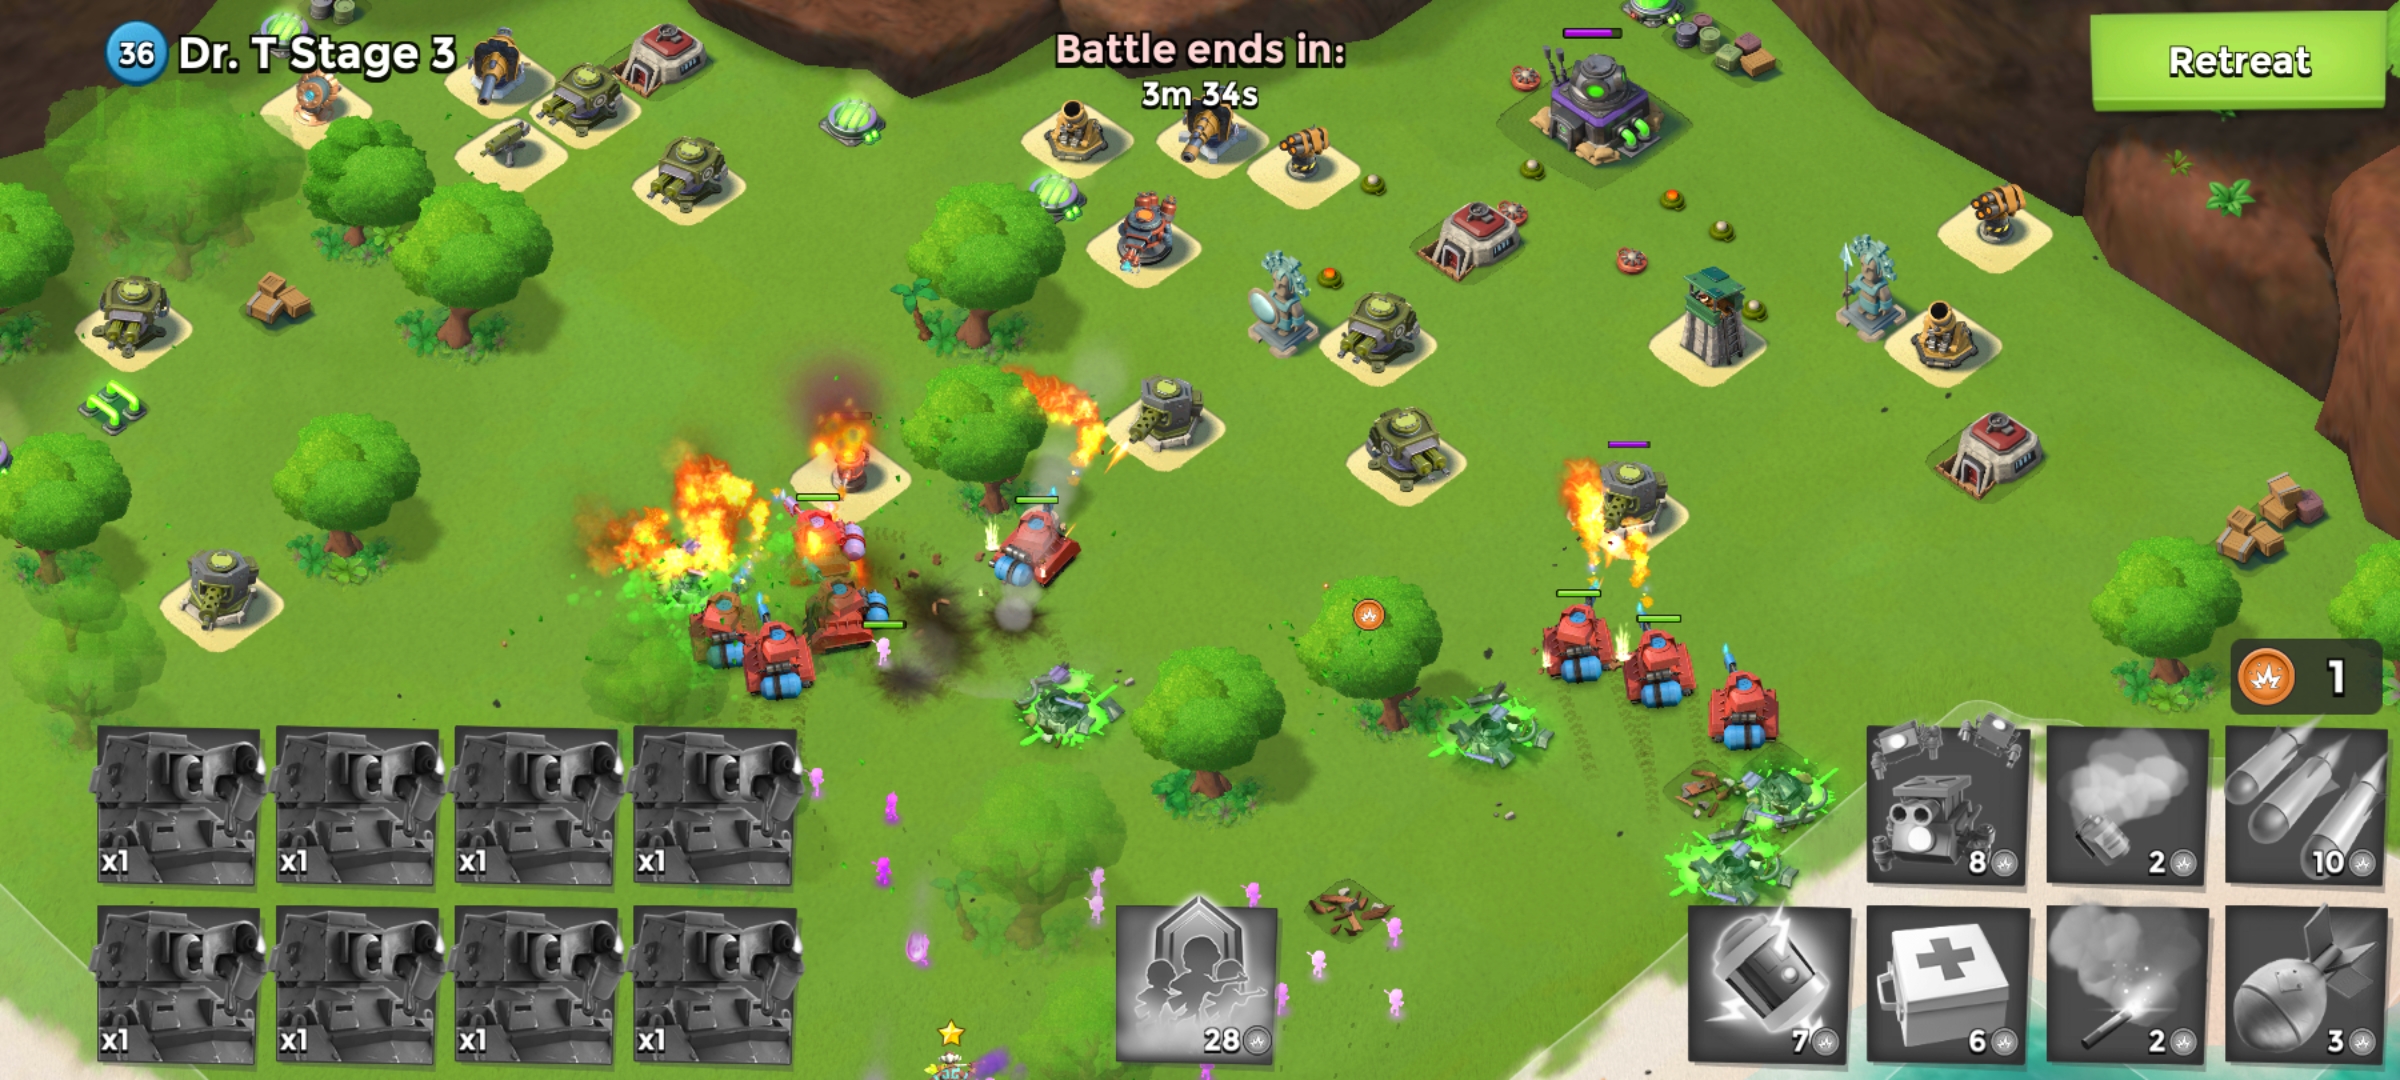 36 Dr. T Stage 3
Battle ends in:
3m 34s
Retreat
1
x1 x1 x1 x1
8 2 10
x1 x1 x1 x1
28
7 6 2 3